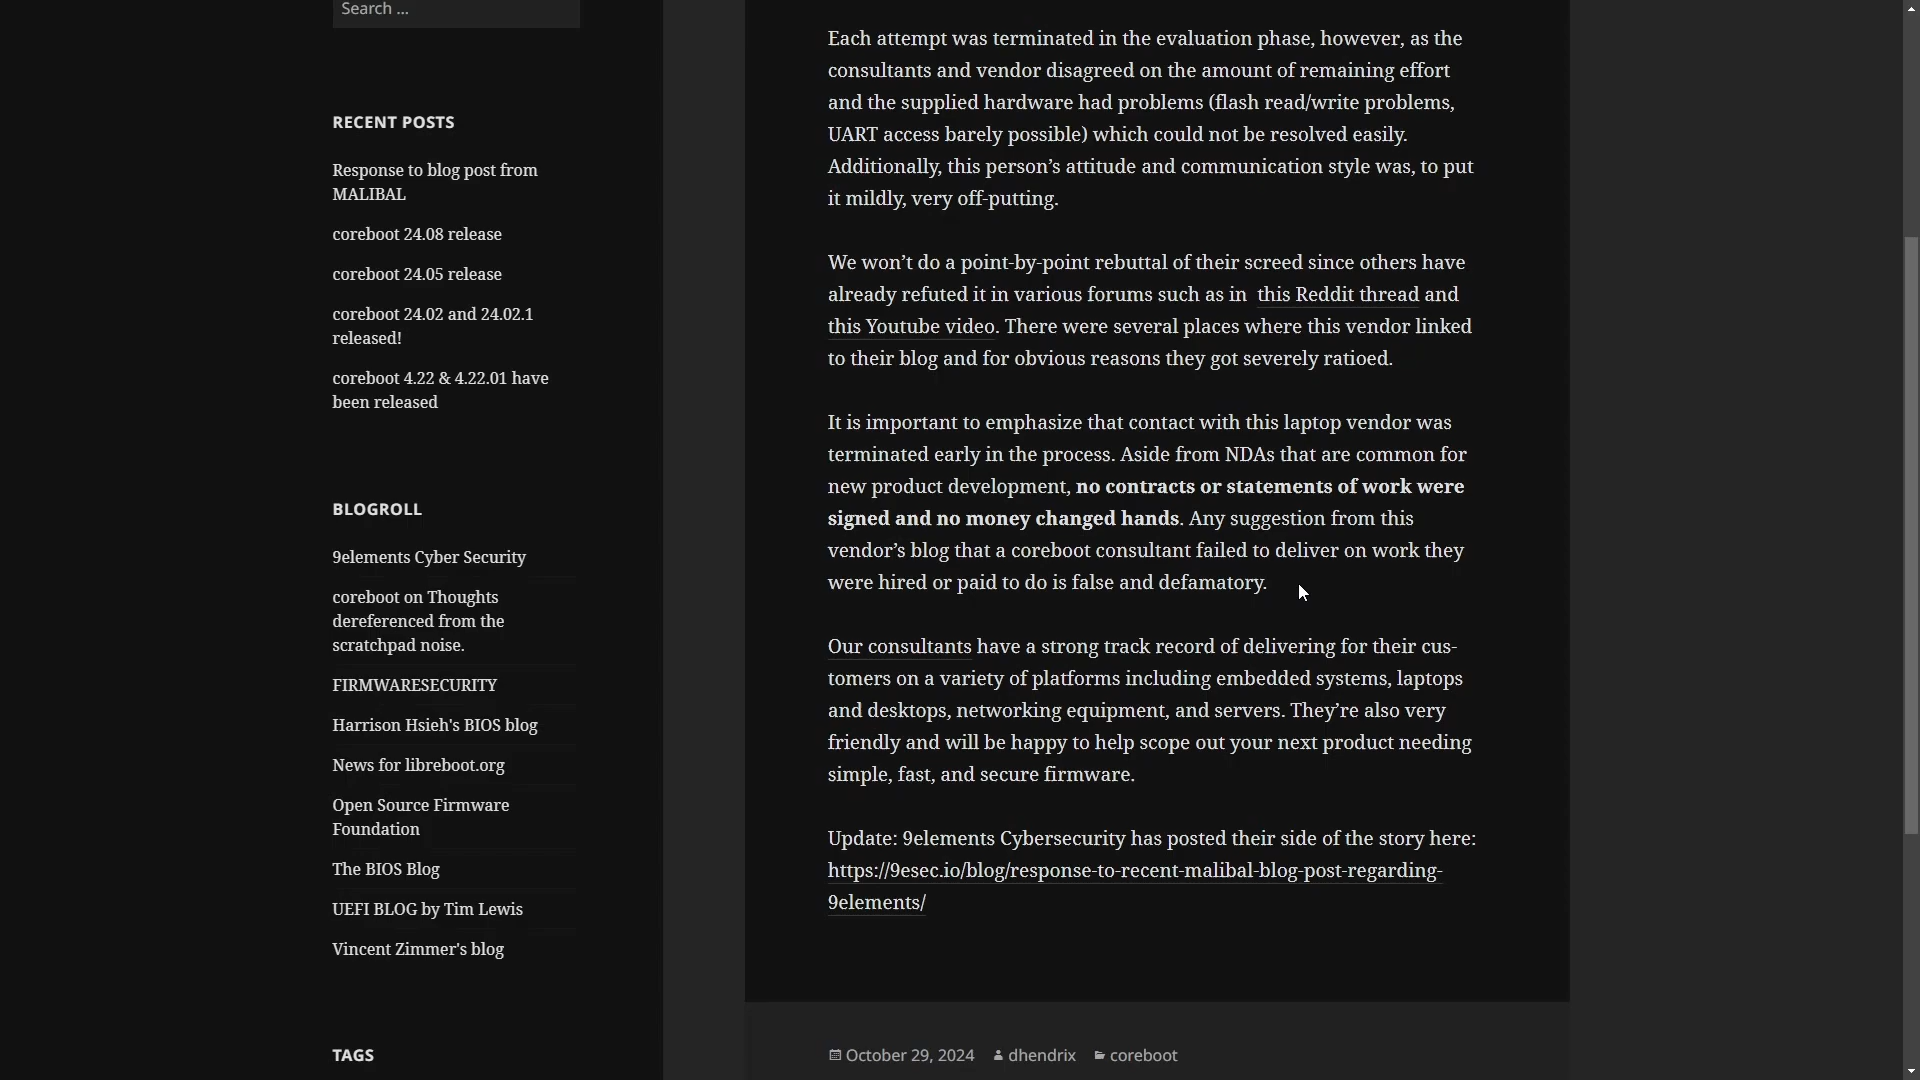 Search ...
RECENT POSTS
Response to blog post from
MALIBAL
coreboot 24.08 release
coreboot 24.05 release
coreboot 24.02 and 24.02.1
released!
coreboot 4.22 & 4.22.01 have
been released
BLOGROLL
9elements Cyber Security
coreboot on Thoughts
dereferenced from the
scratchpad noise.
FIRMWARESECURITY
Harrison Hsieh's BIOS blog
News for libreboot.org
Open Source Firmware
Foundation
The BIOS Blog
UEFI BLOG by Tim Lewis
Vincent Zimmer's blog
TAGS
Each attempt was terminated in the evaluation phase, however, as the
consultants and vendor disagreed on the amount of remaining effort
and the supplied hardware had problems (flash read/write problems,
UART access barely possible) which could not be resolved easily.
Additionally, this person’s attitude and communication style was, to put
it mildly, very off-putting.
We won’t do a point-by-point rebuttal of their screed since others have
already refuted it in various forums such as in this Reddit thread and
this Youtube video. There were several places where this vendor linked
to their blog and for obvious reasons they got severely ratioed.
It is important to emphasize that contact with this laptop vendor was
terminated early in the process. Aside from NDAs that are common for
new product development, no contracts or statements of work were
signed and no money changed hands. Any suggestion from this
vendor’s blog that a coreboot consultant failed to deliver on work they
were hired or paid to do is false and defamatory.
Our consultants have a strong track record of delivering for their cus-
tomers on a variety of platforms including embedded systems, laptops
and desktops, networking equipment, and servers. They’re also very
friendly and will be happy to help scope out your next product needing
simple, fast, and secure firmware.
Update: 9elements Cybersecurity has posted their side of the story here:
https://9esec.io/blog/response-to-recent-malibal-blog-post-regarding-
9elements/
October 29, 2024 dhendrix coreboot